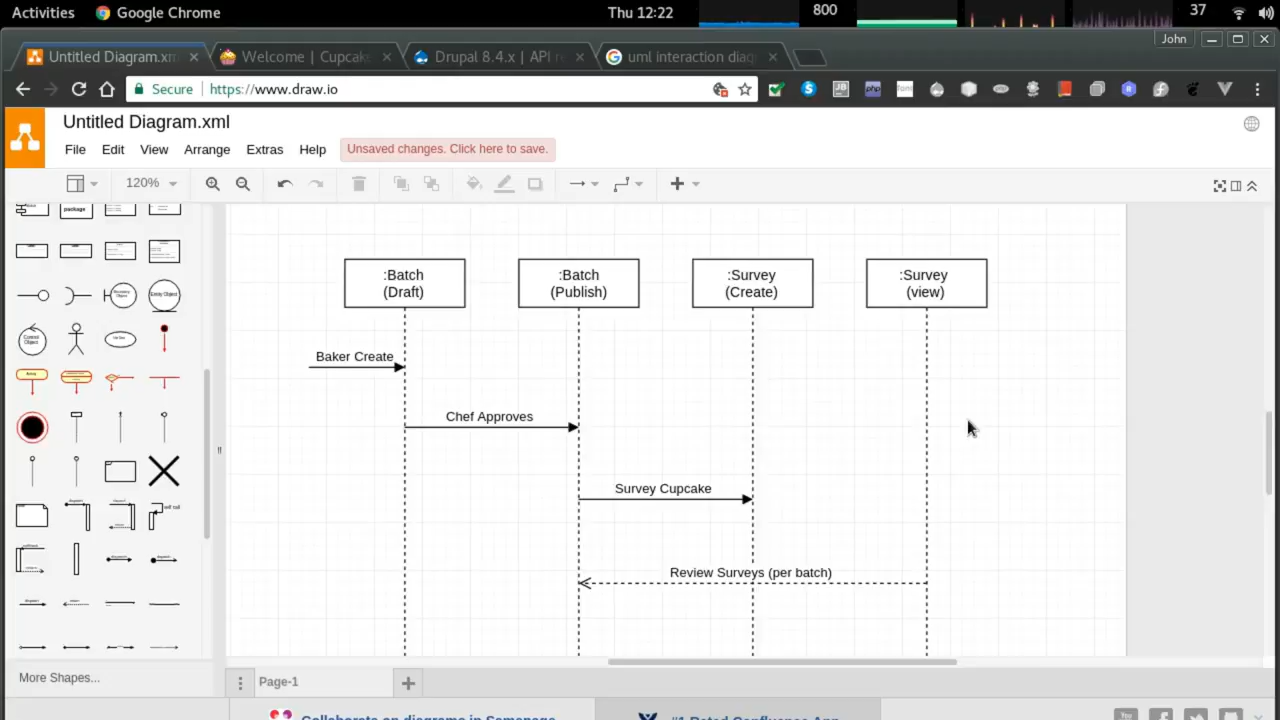 Activities Google Chrome Thu 12:22 800 37
John
Untitled Diagram.xm Welcome | Cupcak Drupal 8.4.x | API r uml interaction diag
Secure https://www.draw.io
Untitled Diagram.xml
File Edit View Arrange Extras Help Unsaved changes. Click here to save.
120%
package
:Batch
(Draft)
:Batch
(Publish)
:Survey
(Create)
:Survey
(view)
Baker Create
Chef Approves
Survey Cupcake
Review Surveys (per batch)
More Shapes...
Page-1